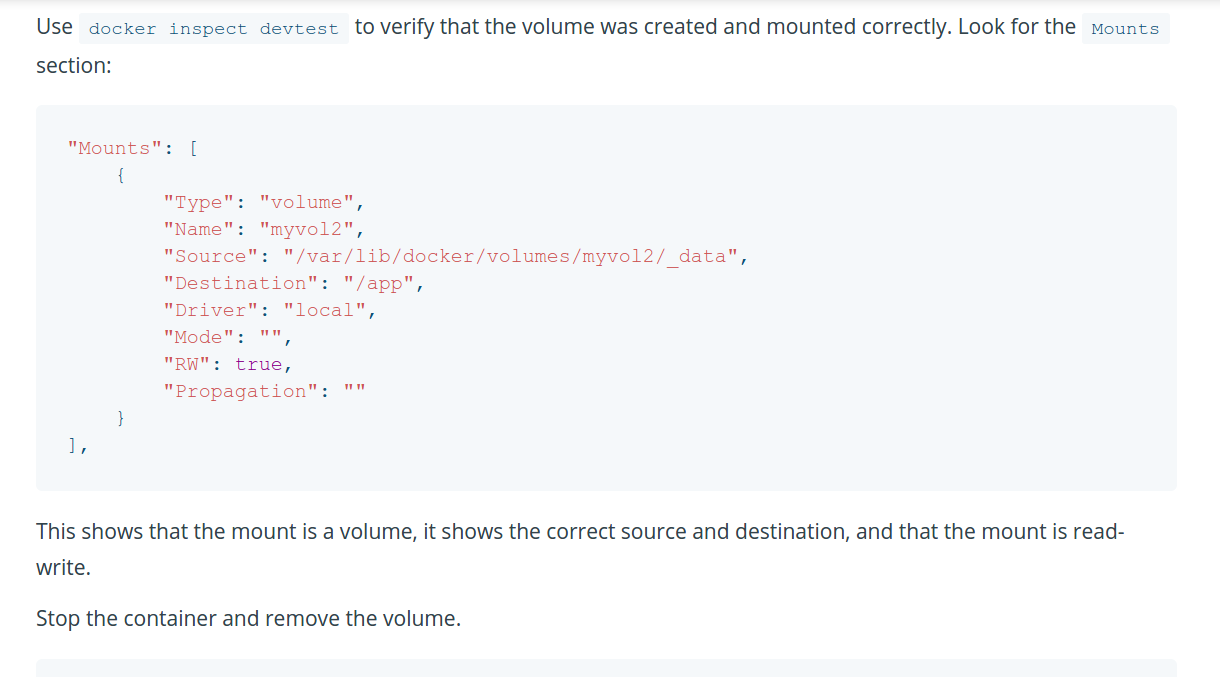 Use docker inspect devtest to verify that the volume was created and mounted correctly. Look for the Mounts
section:
"Mounts": [
    {
        "Type": "volume",
        "Name": "myvol2",
        "Source": "/var/lib/docker/volumes/myvol2/_data",
        "Destination": "/app",
        "Driver": "local",
        "Mode": "",
        "RW": true,
        "Propagation": ""
    }
],
This shows that the mount is a volume, it shows the correct source and destination, and that the mount is read-
write.
Stop the container and remove the volume.